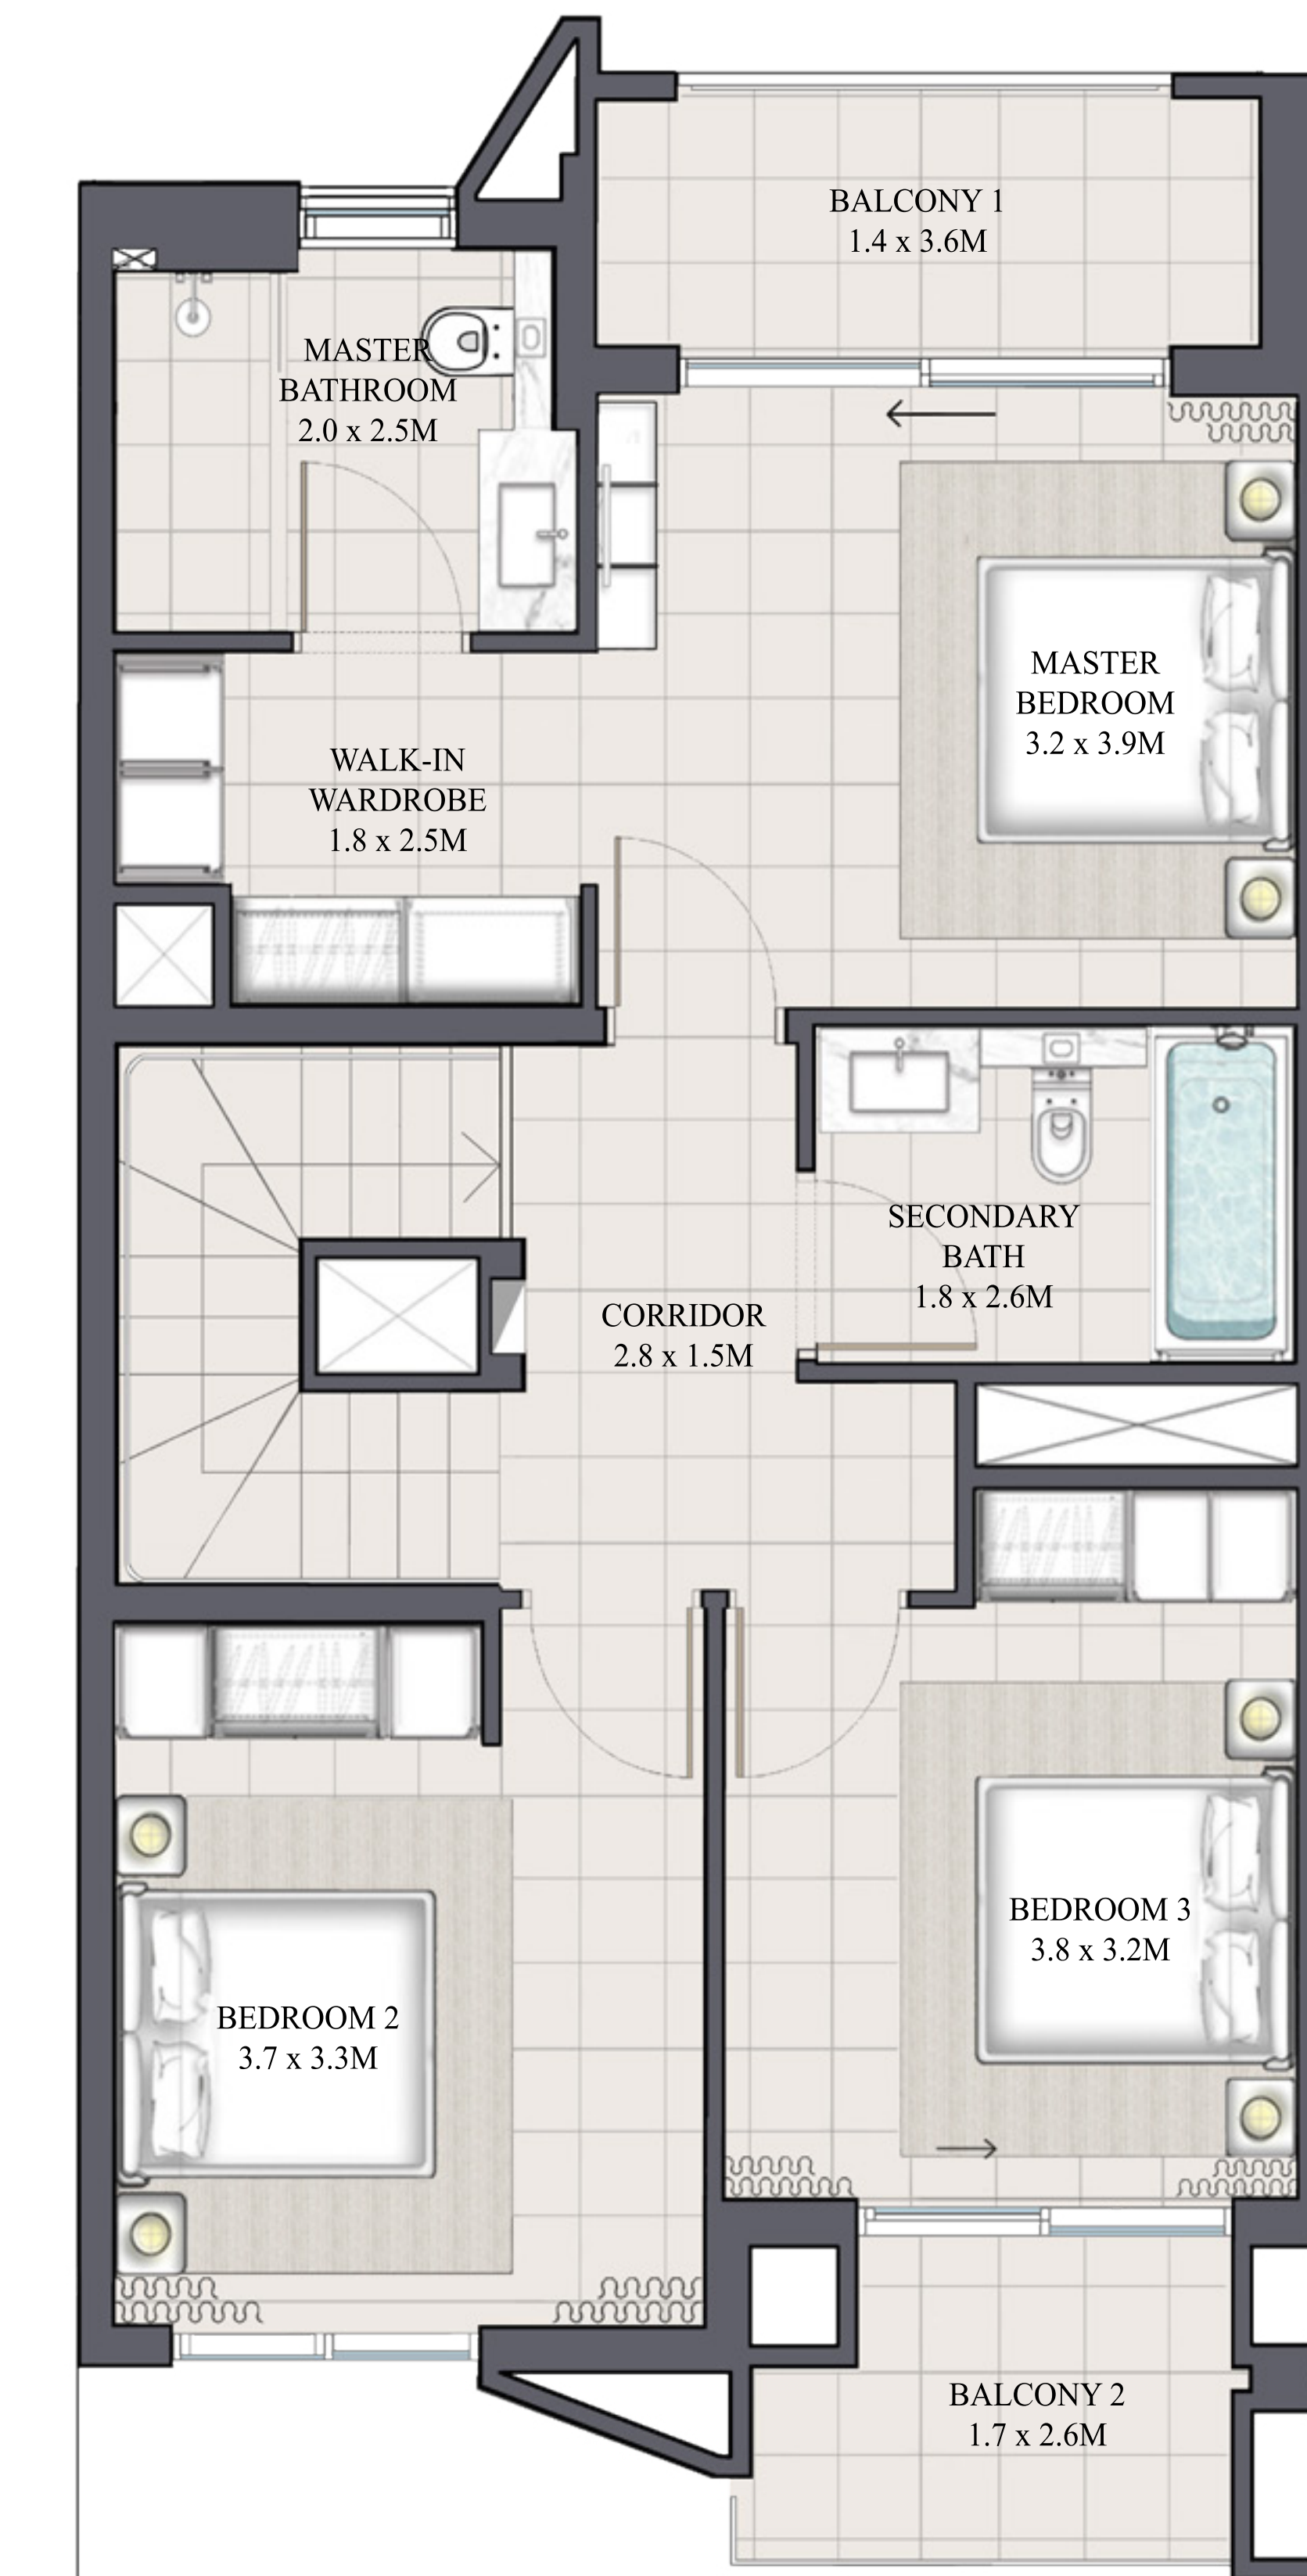 BALCONY 1
1.4 x 3.6M
MASTER
BATHROOM
2.0 x 2.5M
MASTER
BEDROOM
3.2 x 3.9M
WALK-IN
WARDROBE
1.8 x 2.5M
SECONDARY
BATH
1.8 x 2.6M
CORRIDOR
2.8 x 1.5M
BEDROOM 3
3.8 x 3.2M
BEDROOM 2
3.7 x 3.3M
BALCONY 2
1.7 x 2.6M